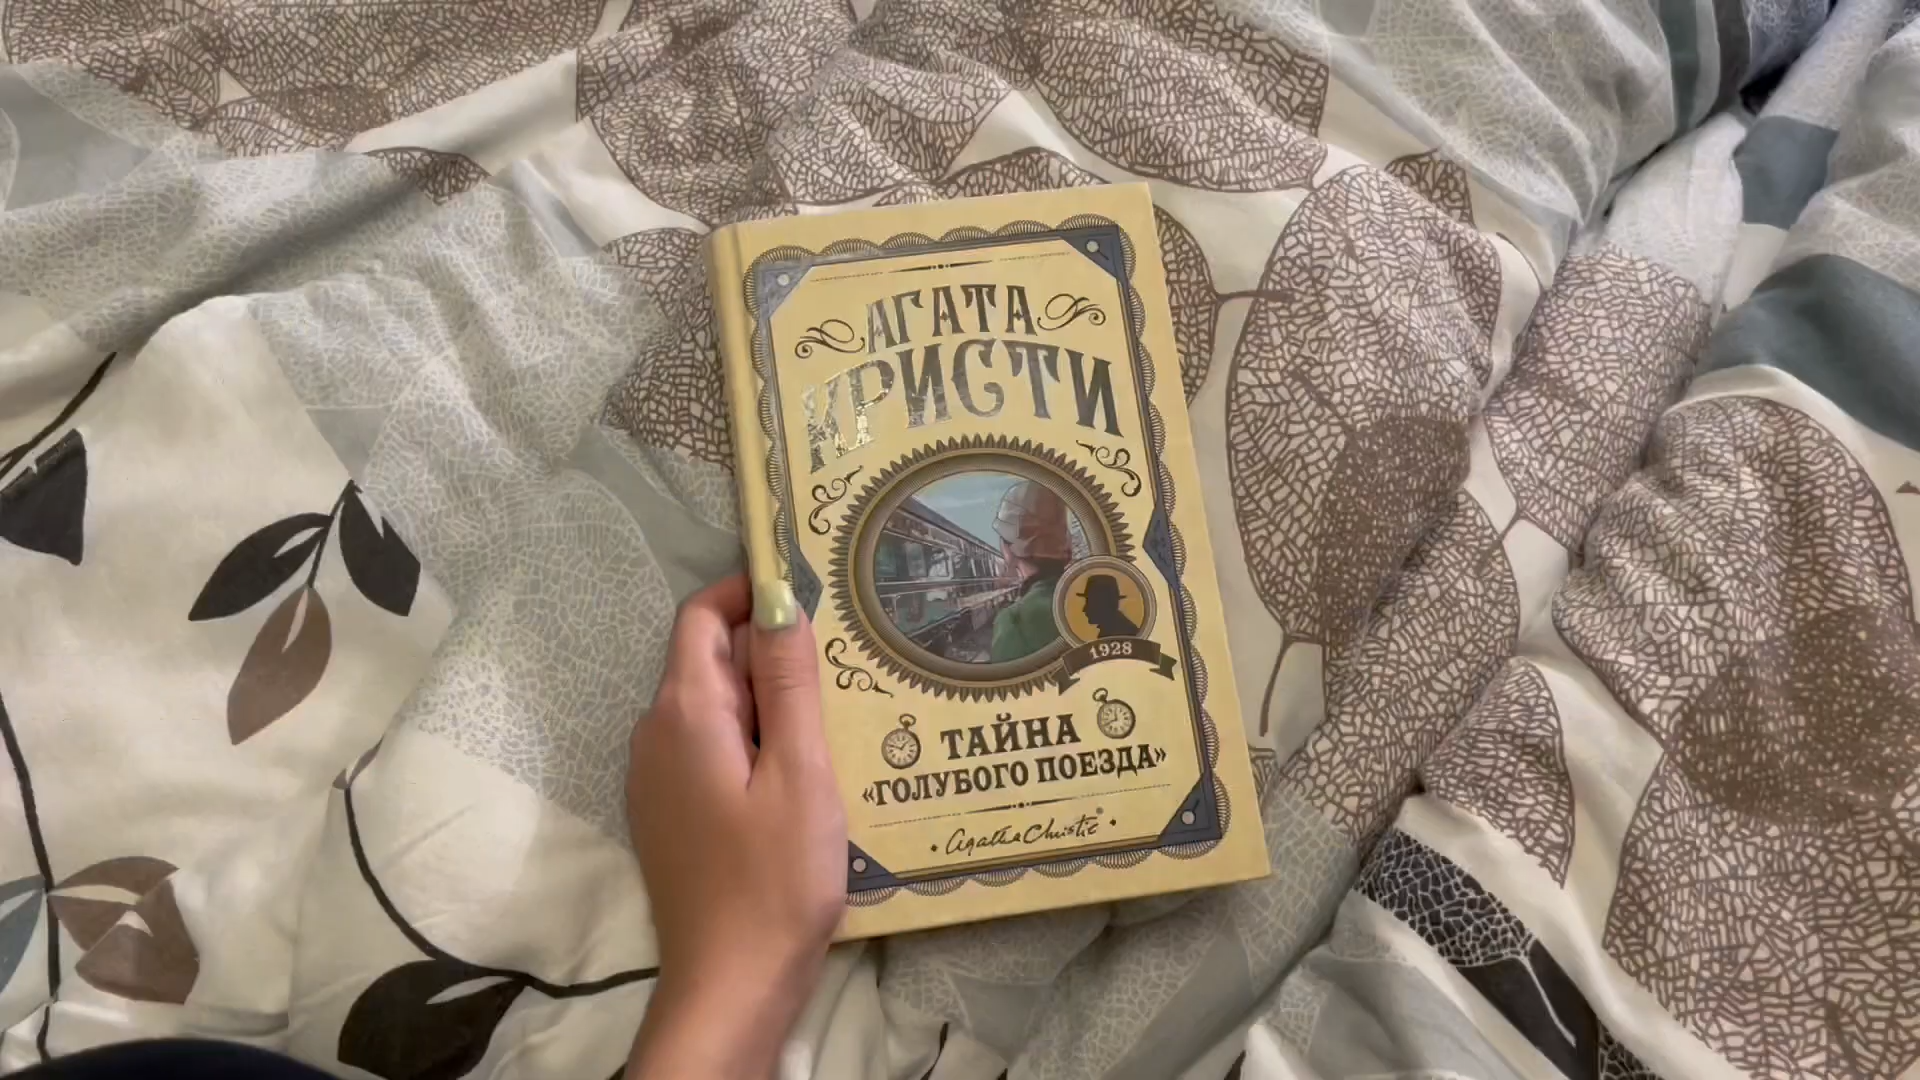 АГАТА
КРИСТИ
1928
ТАЙНА
«ГОЛУБОГО ПОЕЗДА»
Agatha Christie®